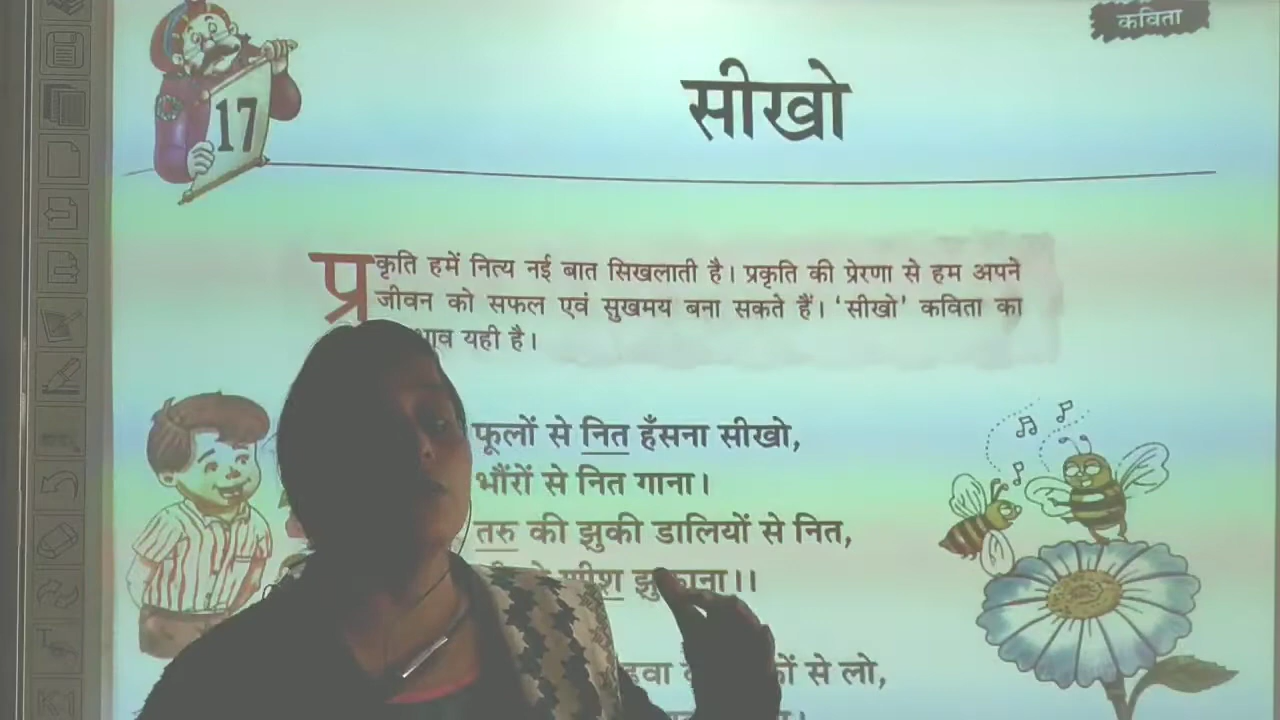 कविता
17
सीखो
प्रकृति हमें नित्य नई बात सिखलाती है। प्रकृति की प्रेरणा से हम अपने
जीवन को सफल एवं सुखमय बना सकते हैं। 'सीखो' कविता का
यही है।
फूलों से नित हँसना सीखो,
भौंरों से नित गाना।
तरु की झुकी डालियों से नित,
से लो,